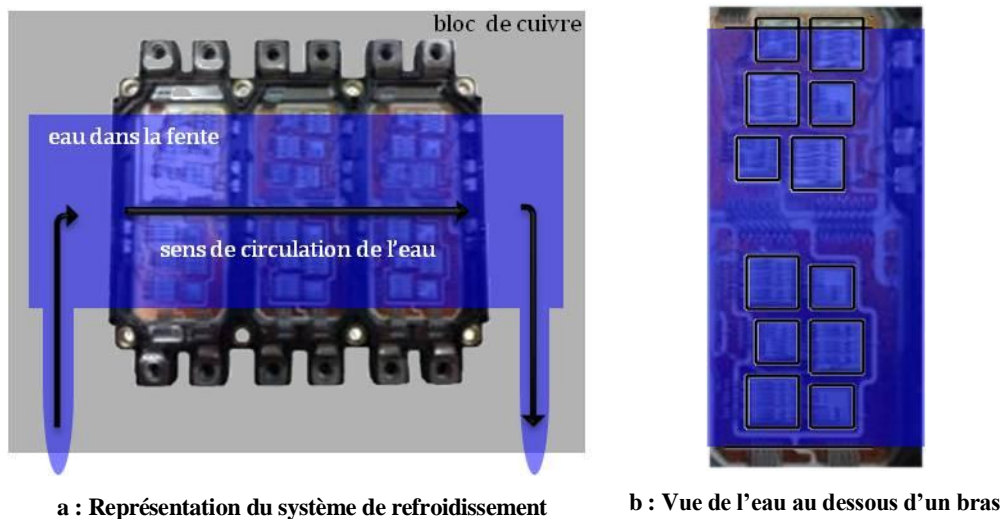 bloc de cuivre
eau dans la fente
sens de circulation de l'eau
a : Représentation du système de refroidissement
b : Vue de l'eau au dessous d'un bras